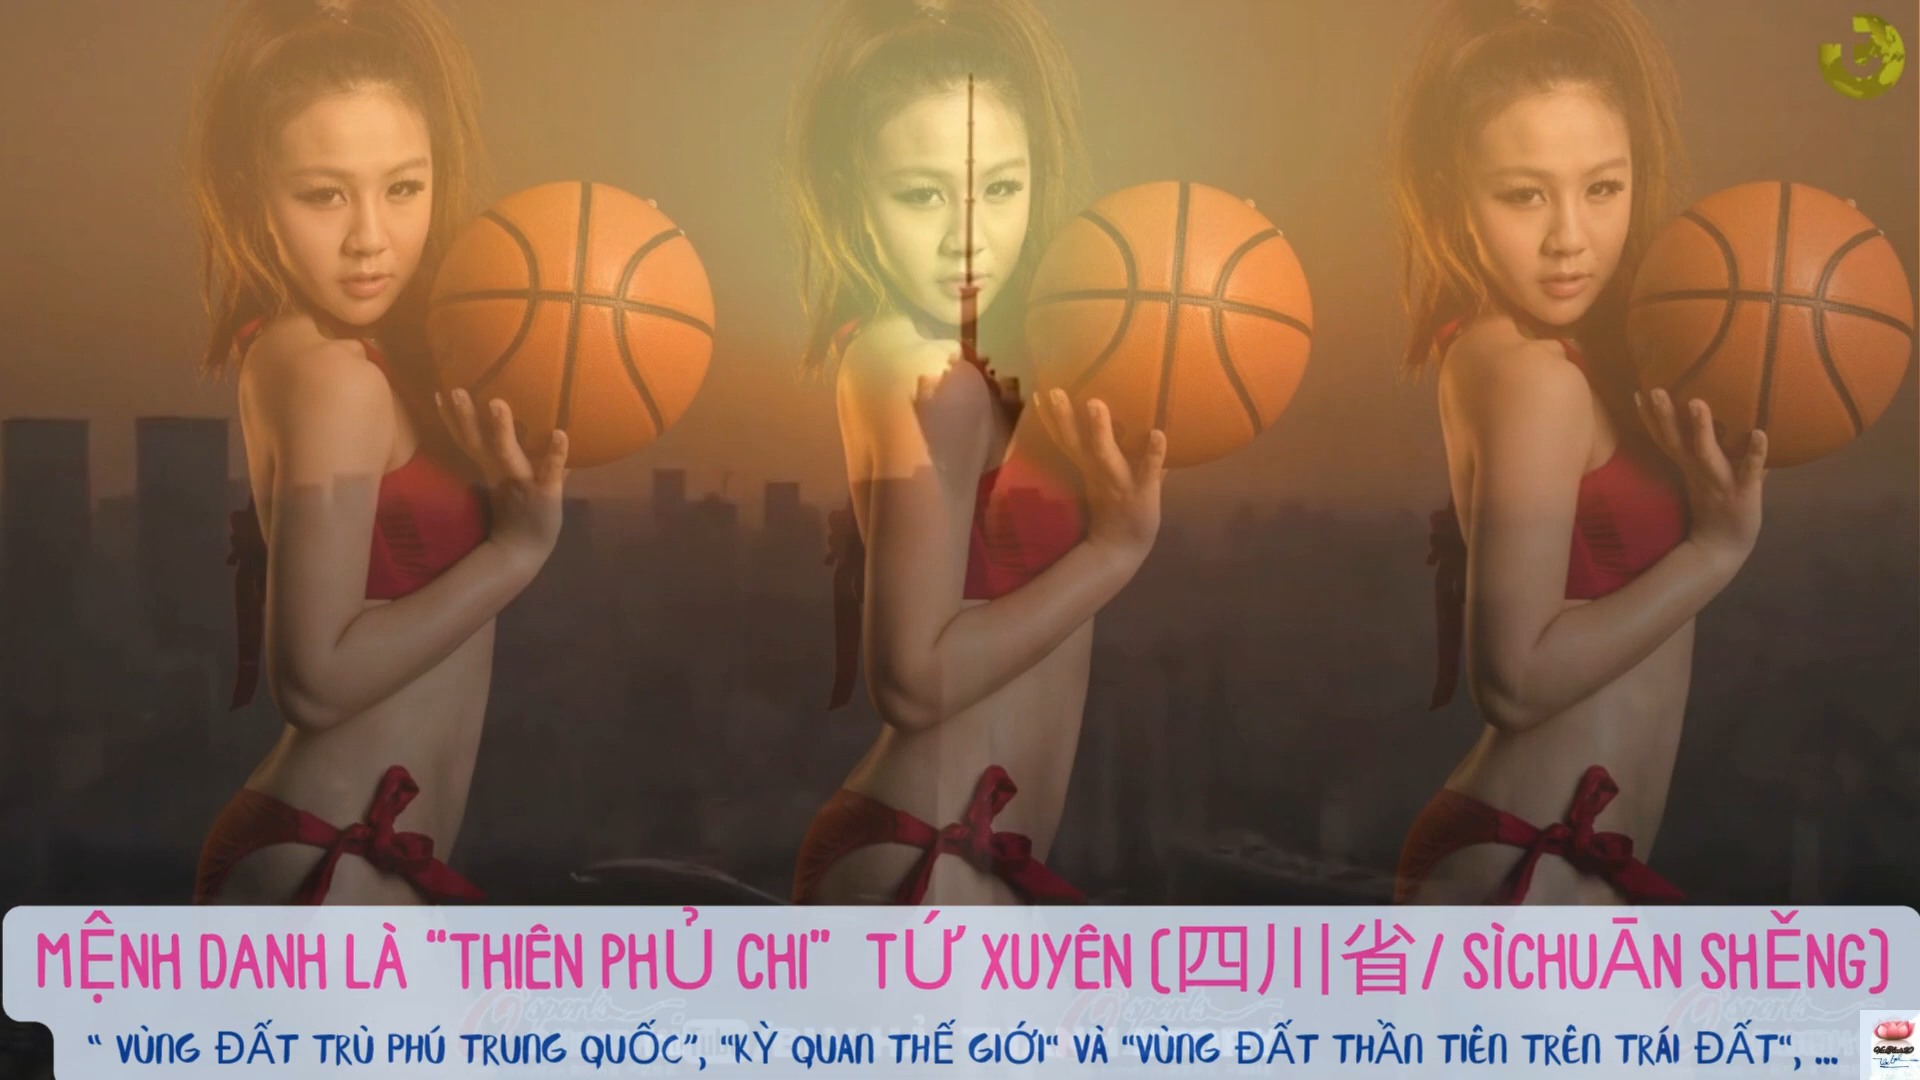 MỆNH DANH LÀ “THIÊN PHỦ CHI” TỨ XUYÊN (四川省/ SÌCHUĀN SHĚNG)
“ VÙNG ĐẤT TRÙ PHÚ TRUNG QUỐC”, “KỲ QUAN THẾ GIỚI“ VÀ “VÙNG ĐẤT THẦN TIÊN TRÊN TRÁI ĐẤT“, ...